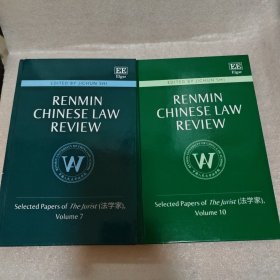 EE
Elgar
EDITED BY JICHUN SHI
RENMIN
CHINESE LAW
REVIEW
W
Selected Papers of The Jurist (法学家),
Volume 7
EE
Elgar
EDITED BY JICHUN SHI
RENMIN
CHINESE LAW
REVIEW
W
Selected Papers of The Jurist (法学家),
Volume 10